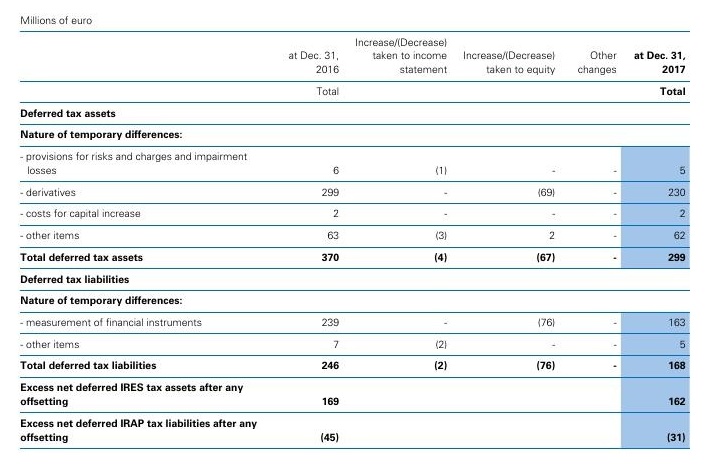 Millions of euro
at Dec. 31, 2016 Increase/(Decrease) taken to income statement Increase/(Decrease) taken to equity Other changes at Dec. 31, 2017
Total Total
Deferred tax assets
Nature of temporary differences:
- provisions for risks and charges and impairment
losses 6 (1) - - 5
- derivatives 299 - (69) - 230
- costs for capital increase 2 - - - 2
- other items 63 (3) 2 - 62
Total deferred tax assets 370 (4) (67) - 299
Deferred tax liabilities
Nature of temporary differences:
- measurement of financial instruments 239 - (76) - 163
- other items 7 (2) - - 5
Total deferred tax liabilities 246 (2) (76) - 168
Excess net deferred IRES tax assets after any
offsetting 169 162
Excess net deferred IRAP tax liabilities after any
offsetting (45) (31)